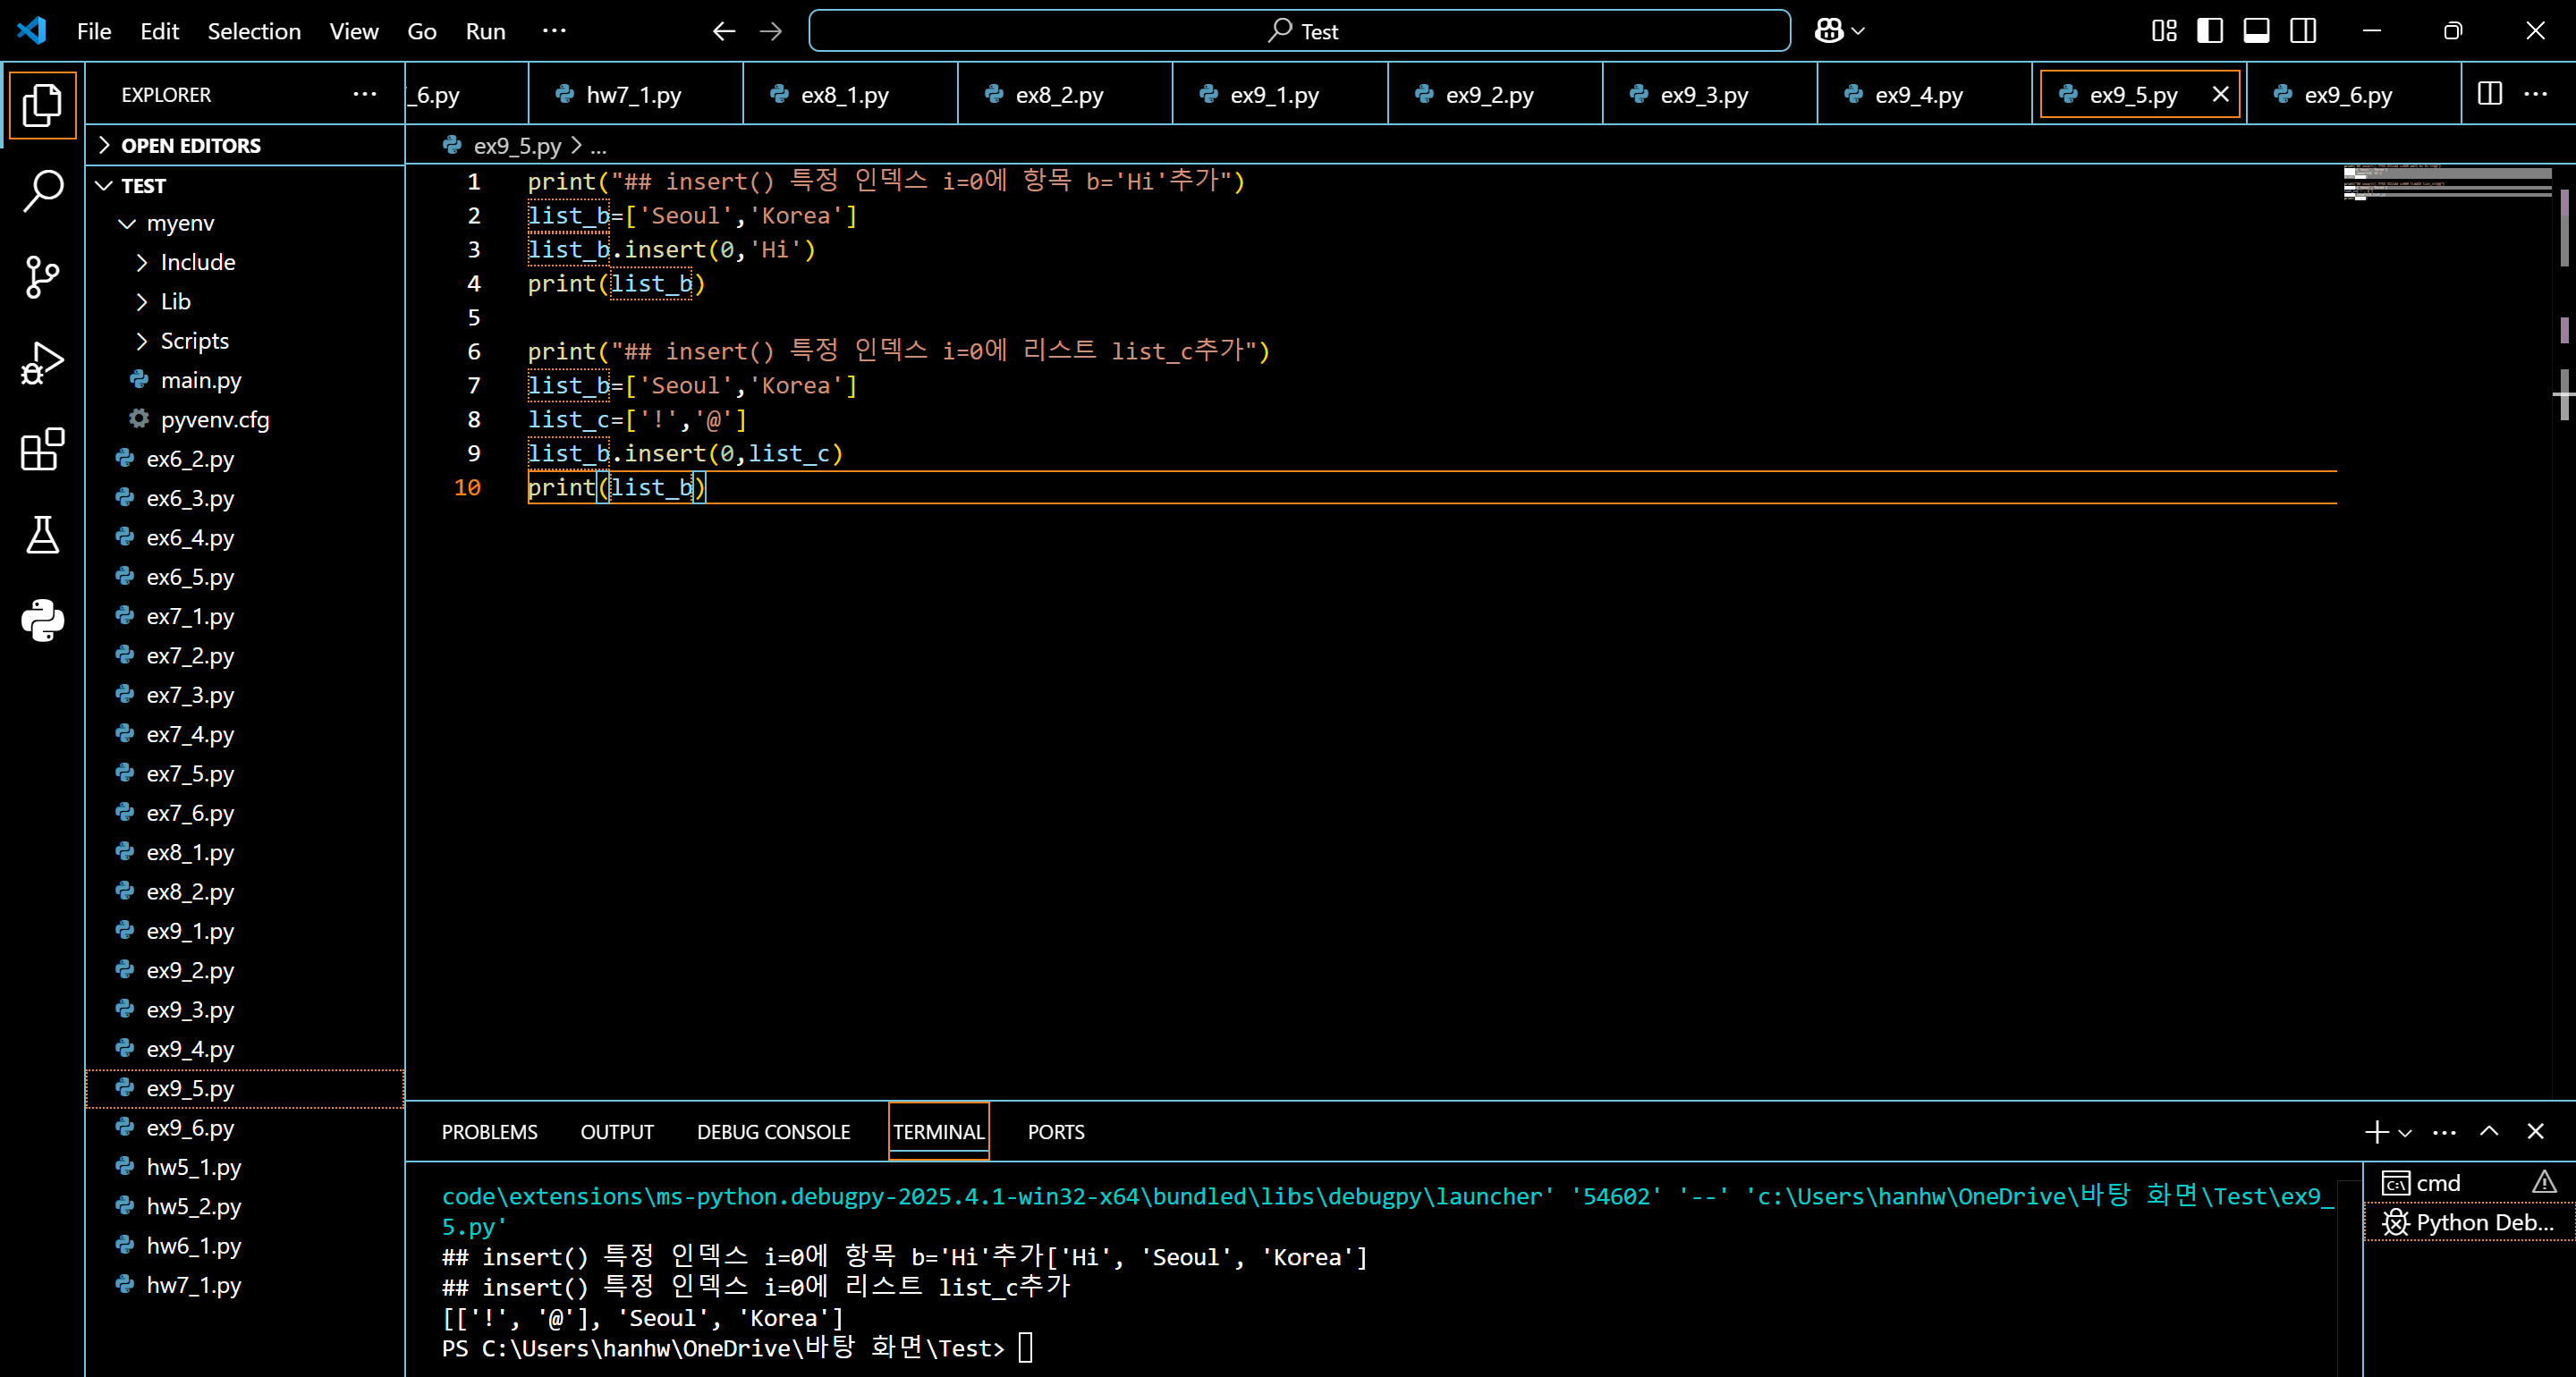 File Edit Selection View Go Run ...
Test
EXPLORER
_6.py hw7_1.py ex8_1.py ex8_2.py ex9_1.py ex9_2.py ex9_3.py ex9_4.py ex9_5.py ex9_6.py
OPEN EDITORS
TEST
myenv
Include
Lib
Scripts
main.py
pyvenv.cfg
ex6_2.py
ex6_3.py
ex6_4.py
ex6_5.py
ex7_1.py
ex7_2.py
ex7_3.py
ex7_4.py
ex7_5.py
ex7_6.py
ex8_1.py
ex8_2.py
ex9_1.py
ex9_2.py
ex9_3.py
ex9_4.py
ex9_5.py
ex9_6.py
hw5_1.py
hw5_2.py
hw6_1.py
hw7_1.py
ex9_5.py > ...
1 print("## insert() 특정 인덱스 i=0에 항목 b='Hi'추가")
2 list_b=['Seoul','Korea']
3 list_b.insert(0,'Hi')
4 print(list_b)
5
6 print("## insert() 특정 인덱스 i=0에 리스트 list_c추가")
7 list_b=['Seoul','Korea']
8 list_c=['!','@']
9 list_b.insert(0,list_c)
10 print(list_b)
PROBLEMS OUTPUT DEBUG CONSOLE TERMINAL PORTS
code\extensions\ms-python.debugpy-2025.4.1-win32-x64\bundled\libs\debugpy\launcher' '54602' '--' 'c:\Users\hanhw\OneDrive\바탕 화면\Test\ex9_
5.py'
## insert() 특정 인덱스 i=0에 항목 b='Hi'추가['Hi', 'Seoul', 'Korea']
## insert() 특정 인덱스 i=0에 리스트 list_c추가
[['!', '@'], 'Seoul', 'Korea']
PS C:\Users\hanhw\OneDrive\바탕 화면\Test>
cmd
Python Deb...